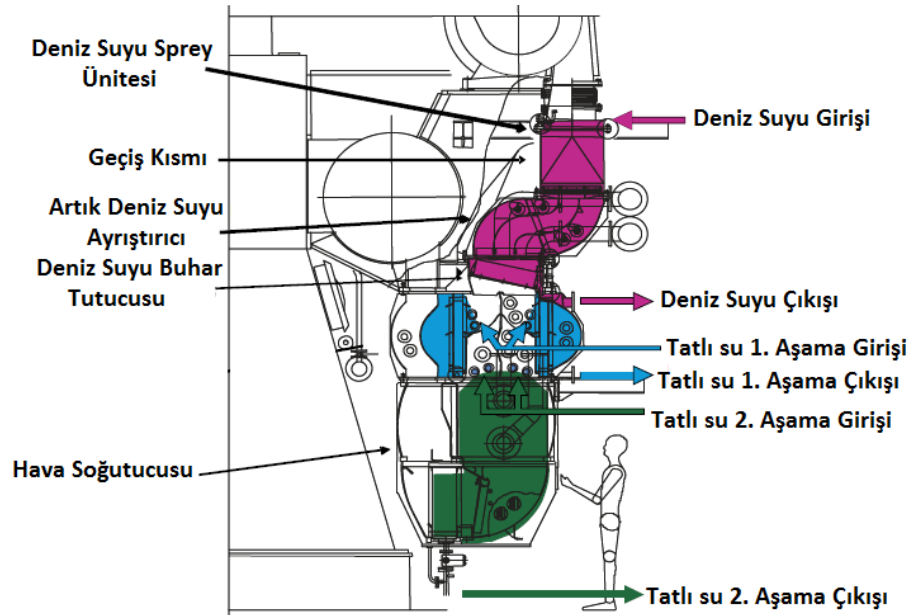 Deniz Suyu Sprey
Ünitesi
Geçiş Kısmı
Artık Deniz Suyu
Ayrıştırıcı
Deniz Suyu Buhar
Tutucusu
Hava Soğutucusu
Deniz Suyu Girişi
Deniz Suyu Çıkışı
Tatlı su 1. Aşama Girişi
Tatlı su 1. Aşama Çıkışı
Tatlı su 2. Aşama Girişi
Tatlı su 2. Aşama Çıkışı